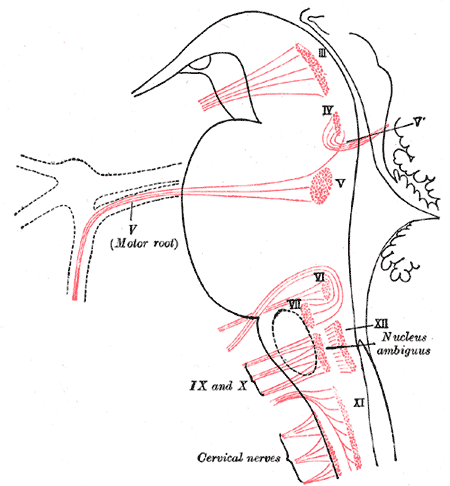 III
IV
V'
V
V
(Motor root)
VI
VII
XII
Nucleus
ambiguus
IX and X
XI
Cervical nerves